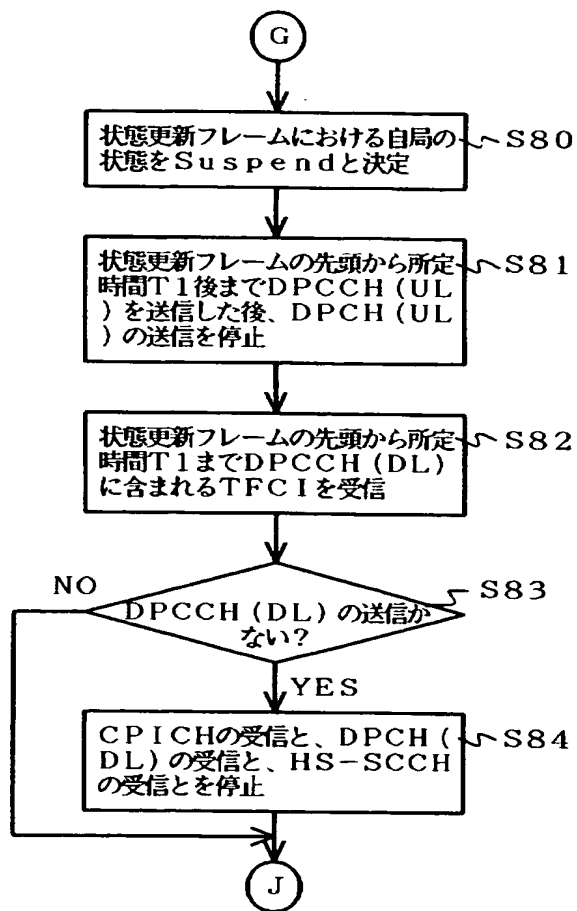 G
状態更新フレームにおける自局の
状態をSuspendと決定
S80
状態更新フレームの先頭から所定
時間T1後までDPCCH(UL
)を送信した後、DPCH(UL
)の送信を停止
S81
状態更新フレームの先頭から所定
時間T1までDPCCH(DL)
に含まれるTFCIを受信
S82
DPCCH(DL)の送信か
ない?
S83
NO
YES
CPICHの受信と、DPCH(
DL)の受信と、HS-SCCH
の受信とを停止
S84
J